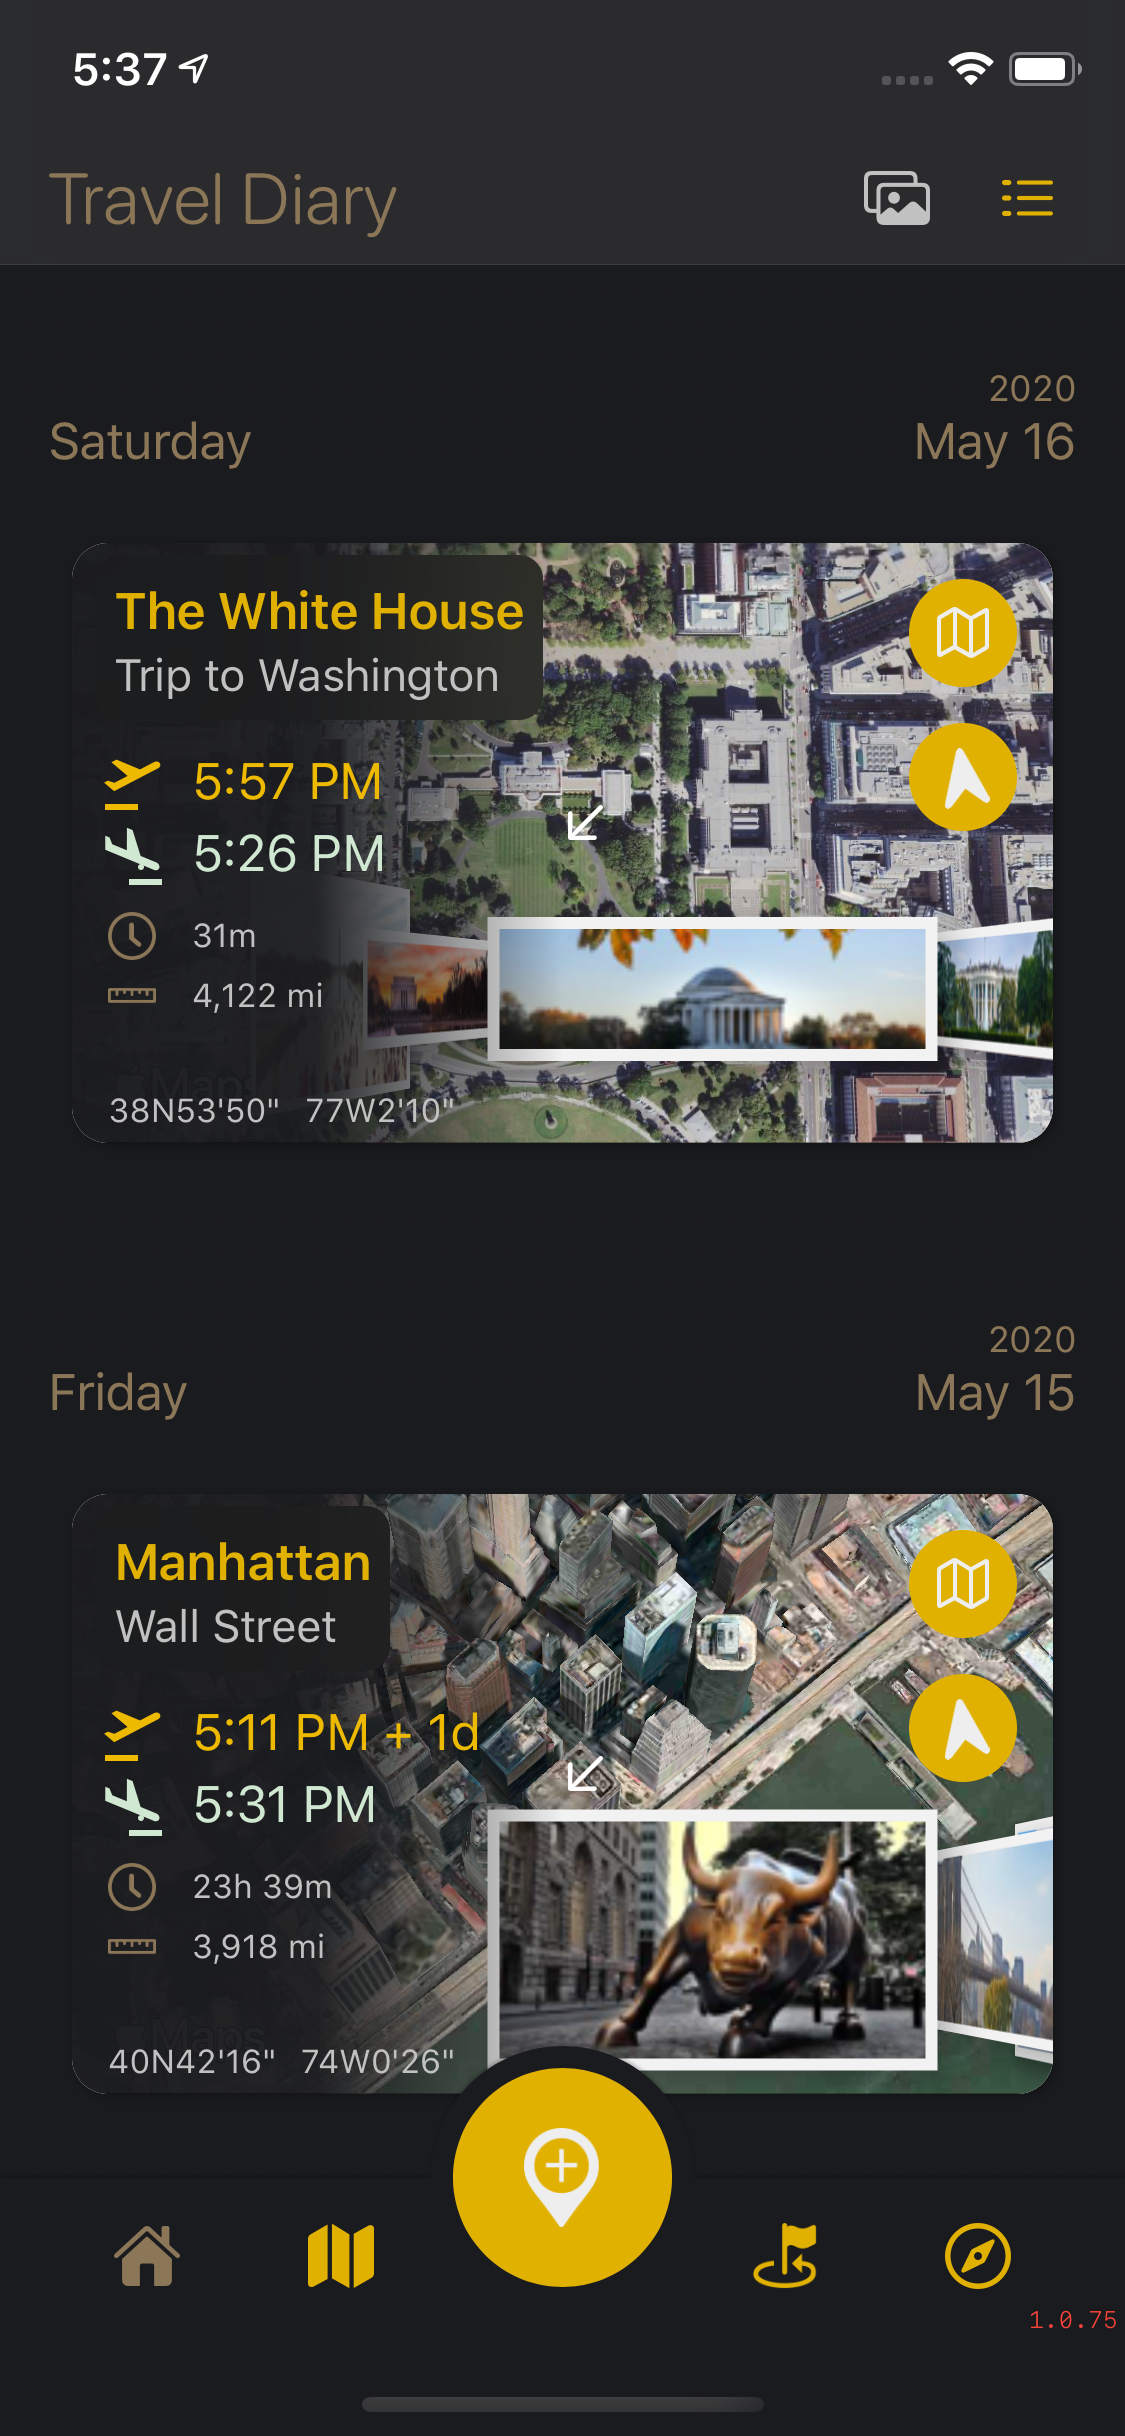 5:37
Travel Diary
2020
Saturday
May 16
The White House
Trip to Washington
5:57 PM
5:26 PM
31m
4,122 mi
Maps
38N53'50" 77W2'10"
2020
Friday
May 15
Manhattan
Wall Street
5:11 PM + 1d
5:31 PM
23h 39m
3,918 mi
Maps
40N42'16" 74W0'26"
1.0.75